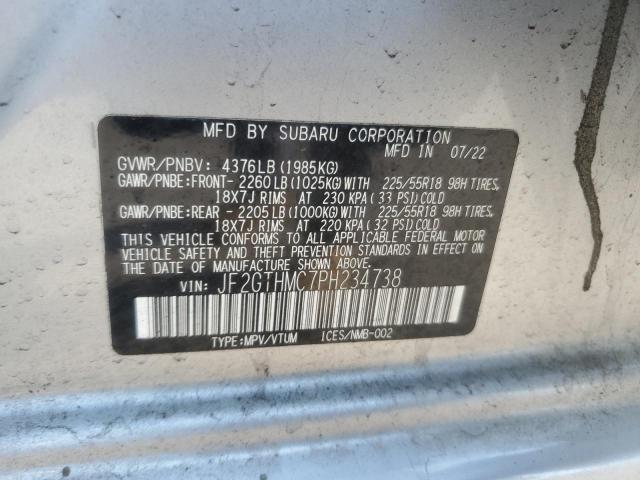 MFD BY SUBARU CORPORATION
MFD IN 07/22
GVWR/PNBV: 4376LB (1985KG)
GAWR/PNBE:FRONT- 2260LB (1025KG)WITH 225/55R18 98H TIRES,
18X7J RIMS AT 230 KPA (33 PSI)COLD
GAWR/PNBE:REAR - 2205LB (1000KG)WITH 225/55R18 98H TIRES,
18X7J RIMS AT 220 KPA (32 PSI)COLD
THIS VEHICLE CONFORMS TO ALL APPLICABLE FEDERAL MOTOR
VEHICLE SAFETY, BUMPER, AND THEFT PREVENTION STANDARDS
IN EFFECT ON THE DATE OF MANUFACTURE SHOWN ABOVE.
VIN: JF2GTHMC7PH234738
TYPE:MPV/VTUM ICES/NMB-002